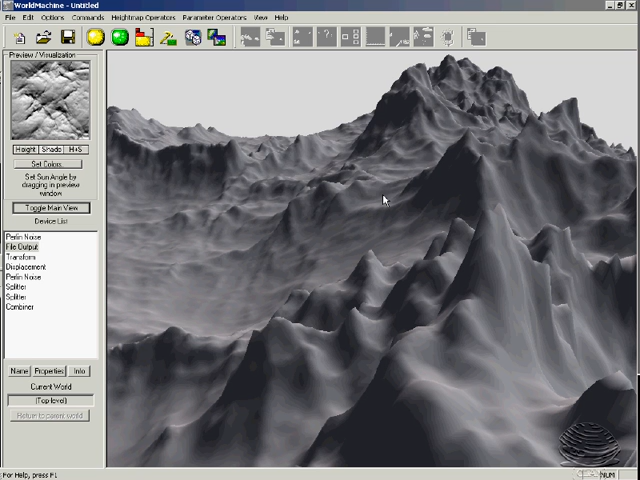 WorldMachine - Untitled
File Edit Options Commands Heightmap Operators Parameter Operators View Help
Preview / Visualization
Height Shade H+S
Set Colors..
Set Sun Angle by
dragging in preview
window
Toggle Main View
Device List
Perlin Noise
File Output
Transform
Displacement
Perlin Noise
Splitter
Splitter
Combiner
Name Properties Info
Current World
(Top level)
Return to parent world
For Help, press F1
NUM